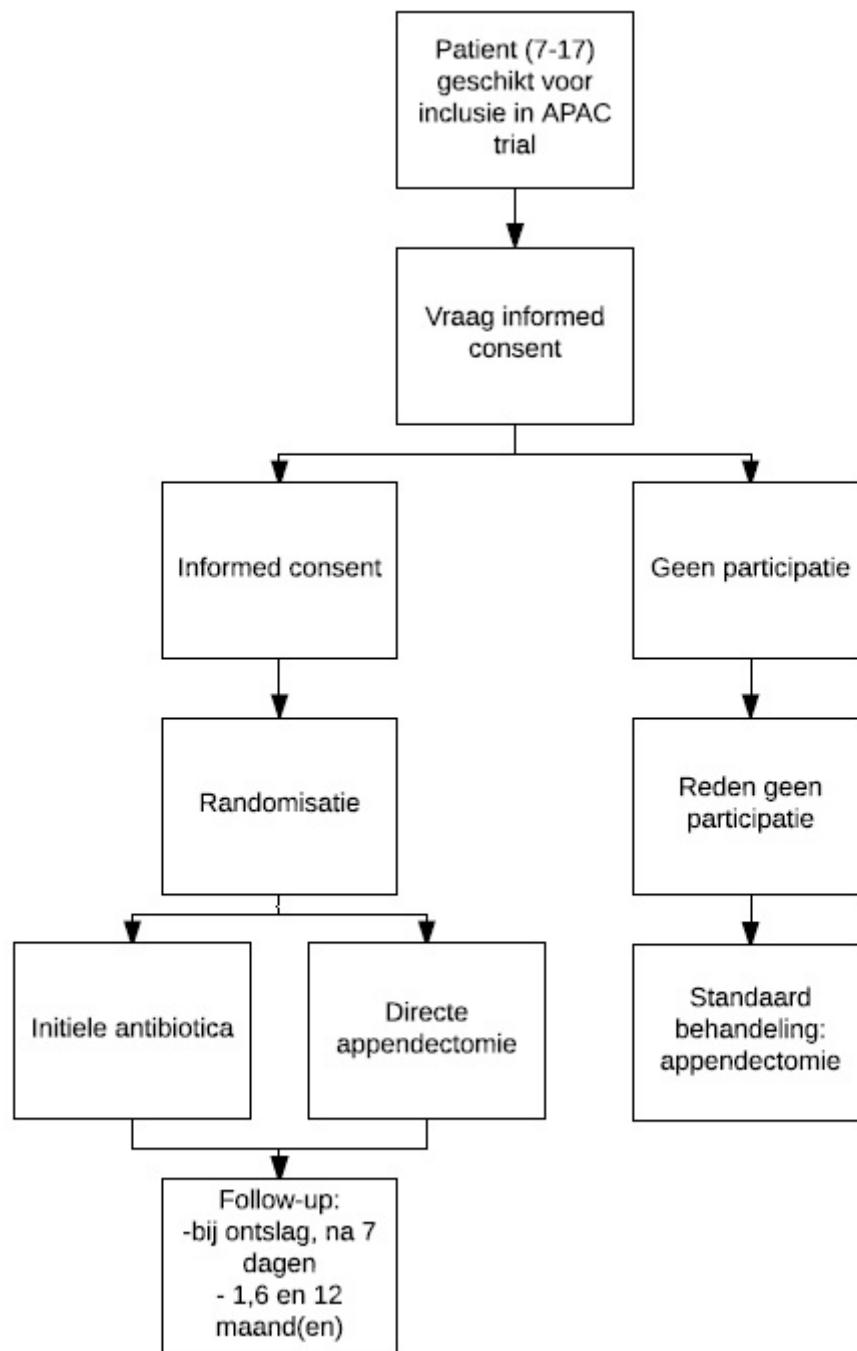 Patient (7-17)
geschikt voor
inclusie in APAC
trial
Vraag informed
consent
Informed consent
Geen participatie
Randomisatie
Reden geen
participatie
Initiele antibiotica
Directe
appendectomie
Standaard
behandeling:
appendectomie
Follow-up:
-bij ontslag, na 7
dagen
- 1,6 en 12
maand(en)